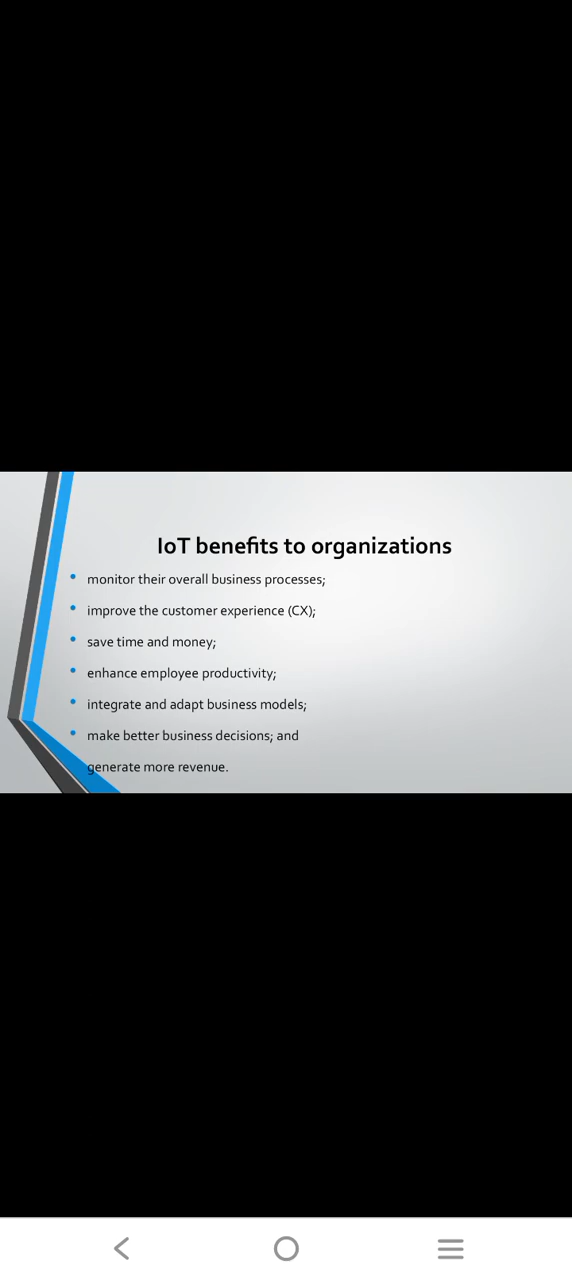 IoT benefits to organizations
• monitor their overall business processes;
• improve the customer experience (CX);
• save time and money;
• enhance employee productivity;
• integrate and adapt business models;
• make better business decisions; and
generate more revenue.